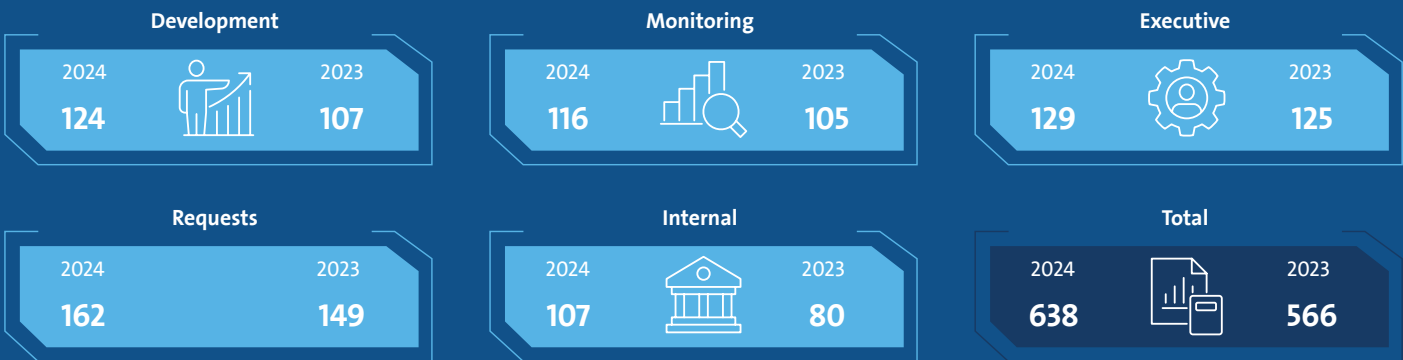 Development
2024 2023
124 107
Monitoring
2024 2023
116 105
Executive
2024 2023
129 125
Requests
2024 2023
162 149
Internal
2024 2023
107 80
Total
2024 2023
638 566